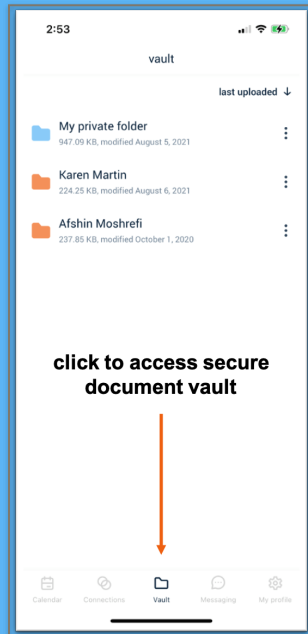 2:53
vault
last uploaded ↓
My private folder
947.09 KB, modified August 5, 2021
Karen Martin
224.25 KB, modified August 6, 2021
Afshin Moshrefi
237.85 KB, modified October 1, 2020
click to access secure
document vault
Calendar Connections Vault Messaging My profile